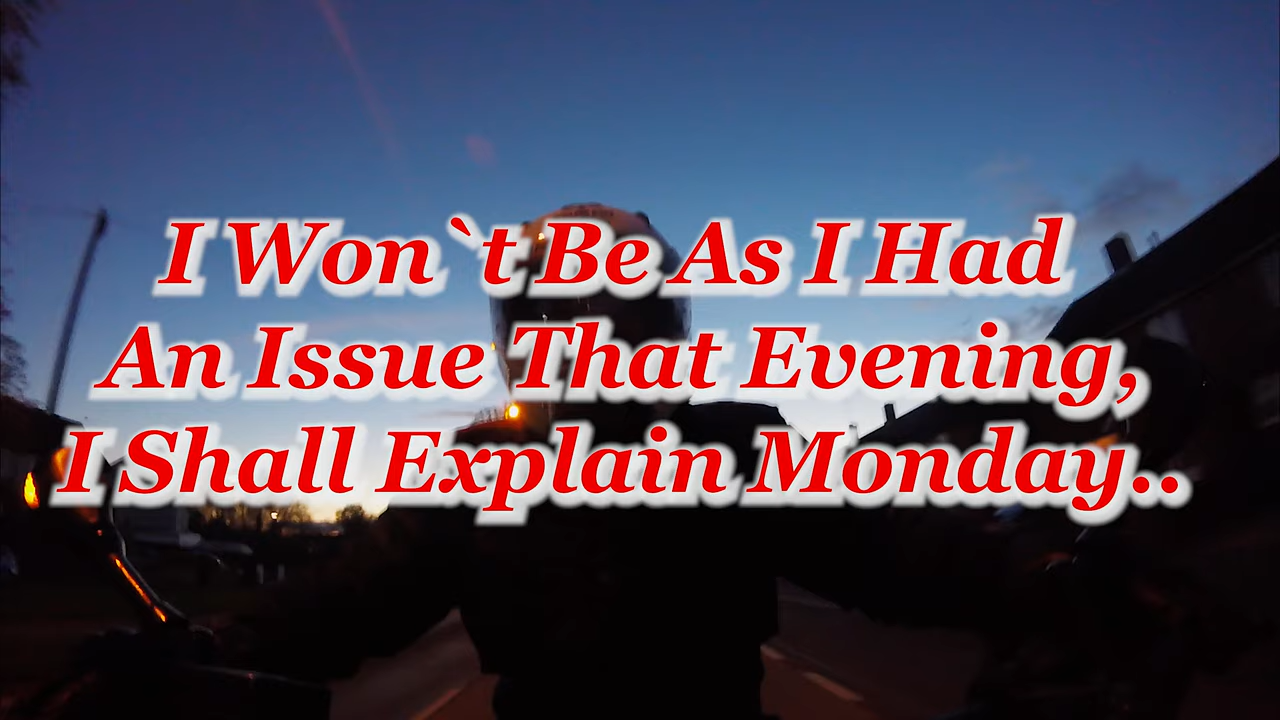 I Won`t Be As I Had
An Issue That Evening,
I Shall Explain Monday..